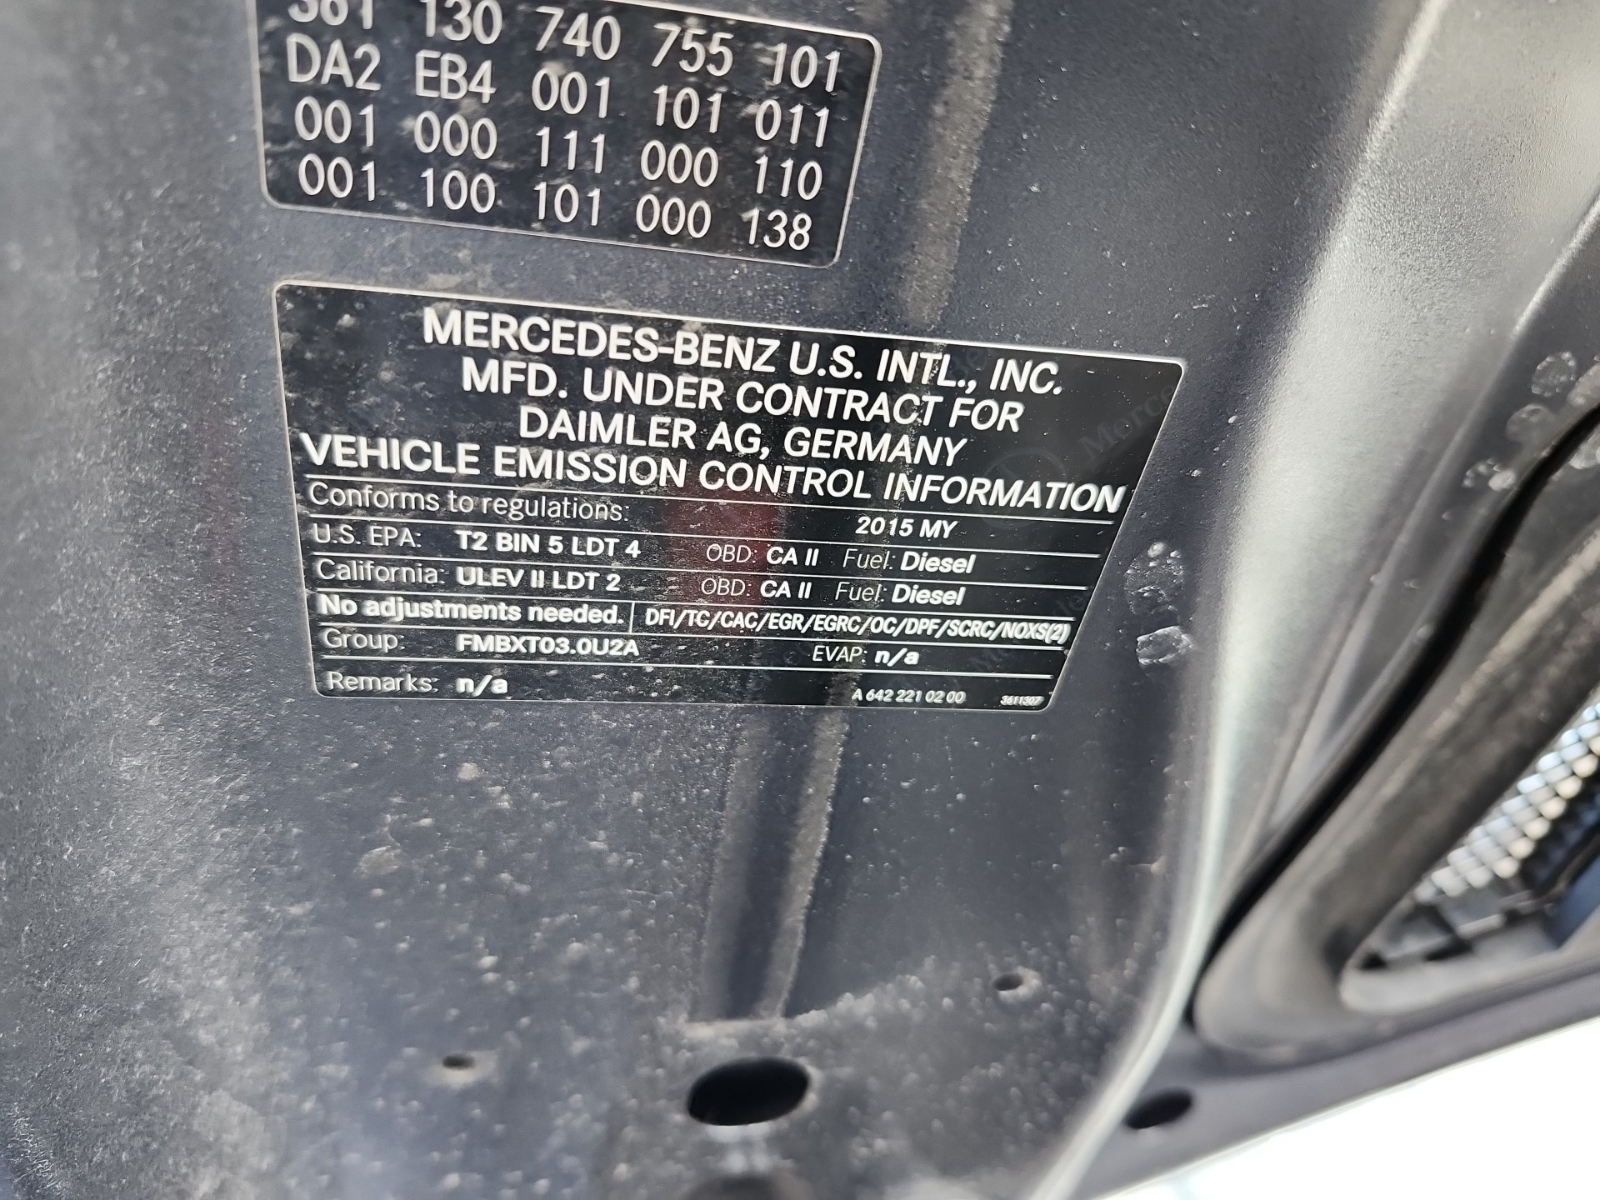 361 130 740 755 101
DA2 EB4 001 101 011
001 000 111 000 110
001 100 101 000 138
MERCEDES-BENZ U.S. INTL., INC.
MFD. UNDER CONTRACT FOR
DAIMLER AG, GERMANY
VEHICLE EMISSION CONTROL INFORMATION
Conforms to regulations: 2015 MY
U.S. EPA: T2 BIN 5 LDT 4 OBD: CA II Fuel: Diesel
California: ULEV II LDT 2 OBD: CA II Fuel: Diesel
No adjustments needed. DFI/TC/CAC/EGR/EGRC/OC/DPF/SCRC/NOXS(2)
Group: FMBXT03.0U2A EVAP: n/a
Remarks: n/a A 642 221 02 00 3611307